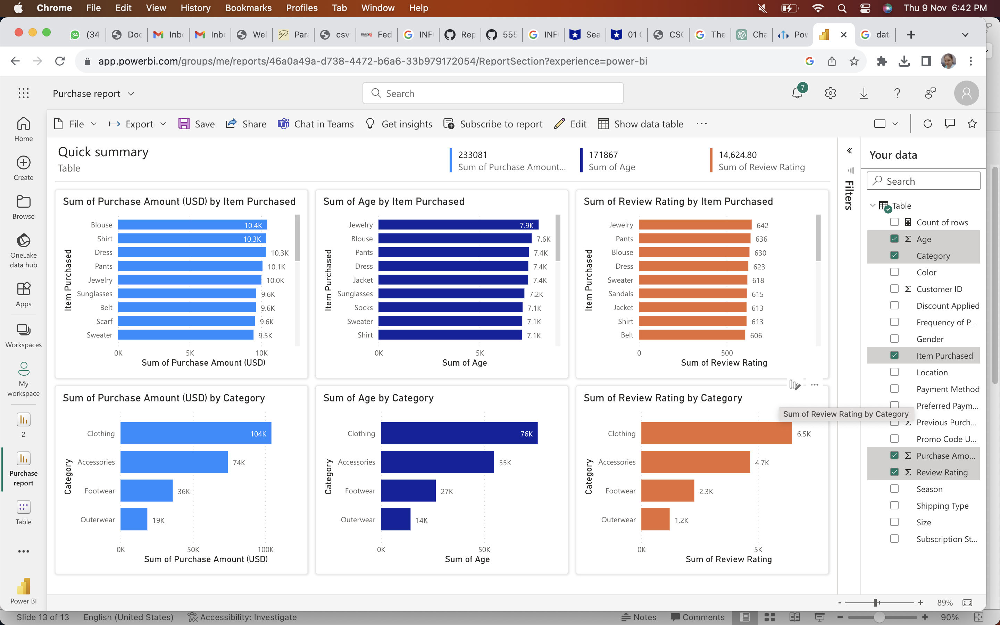 Chrome File Edit View History Bookmarks Profiles Tab Window Help Thu 9 Nov 6:42 PM
34 (34 Doc Inbo Inbo Wel Para csv Fed INF Rep 555 INF Sea 01 CSC The Cha Pow dat
app.powerbi.com/groups/me/reports/46a0a49a-d738-4472-b6a6-33b979172054/ReportSection?experience=power-bi
Purchase report
Search
7
File Export Save Share Chat in Teams Get insights Subscribe to report Edit Show data table
Home
Create
Browse
OneLake
data hub
Apps
Workspaces
My
workspace
2
Purchase
report
Table
Power BI
Quick summary
Table
233081
Sum of Purchase Amount...
171867
Sum of Age
14,624.80
Sum of Review Rating
Sum of Purchase Amount (USD) by Item Purchased
Item Purchased
Blouse 10.4K
Shirt 10.3K
Dress 10.3K
Pants 10.1K
Jewelry 10.0K
Sunglasses 9.6K
Belt 9.6K
Scarf 9.6K
Sweater 9.5K
0K 5K 10K
Sum of Purchase Amount (USD)
Sum of Age by Item Purchased
Item Purchased
Jewelry 7.9K
Blouse 7.6K
Pants 7.4K
Dress 7.4K
Jacket 7.4K
Sunglasses 7.2K
Socks 7.1K
Sweater 7.1K
Shirt 7.1K
0K 5K
Sum of Age
Sum of Review Rating by Item Purchased
Item Purchased
Jewelry 642
Pants 636
Blouse 630
Dress 623
Sweater 618
Sandals 615
Jacket 613
Shirt 613
Belt 606
0 500
Sum of Review Rating
Sum of Purchase Amount (USD) by Category
Category
Clothing 104K
Accessories 74K
Footwear 36K
Outerwear 19K
0K 50K 100K
Sum of Purchase Amount (USD)
Sum of Age by Category
Category
Clothing 76K
Accessories 55K
Footwear 27K
Outerwear 14K
0K 50K
Sum of Age
Sum of Review Rating by Category
Sum of Review Rating by Category
Category
Clothing 6.5K
Accessories 4.7K
Footwear 2.3K
Outerwear 1.2K
0K 5K
Sum of Review Rating
Filters
Your data
Search
Table
Count of rows
Σ Age
Category
Color
Σ Customer ID
Discount Applied
Frequency of P...
Gender
Item Purchased
Location
Payment Method
Preferred Paym...
Σ Previous Purch...
Promo Code U...
Σ Purchase Amo...
Σ Review Rating
Season
Shipping Type
Size
Subscription St...
- + 89%
Slide 13 of 13 English (United States) Accessibility: Investigate Notes Comments 90%